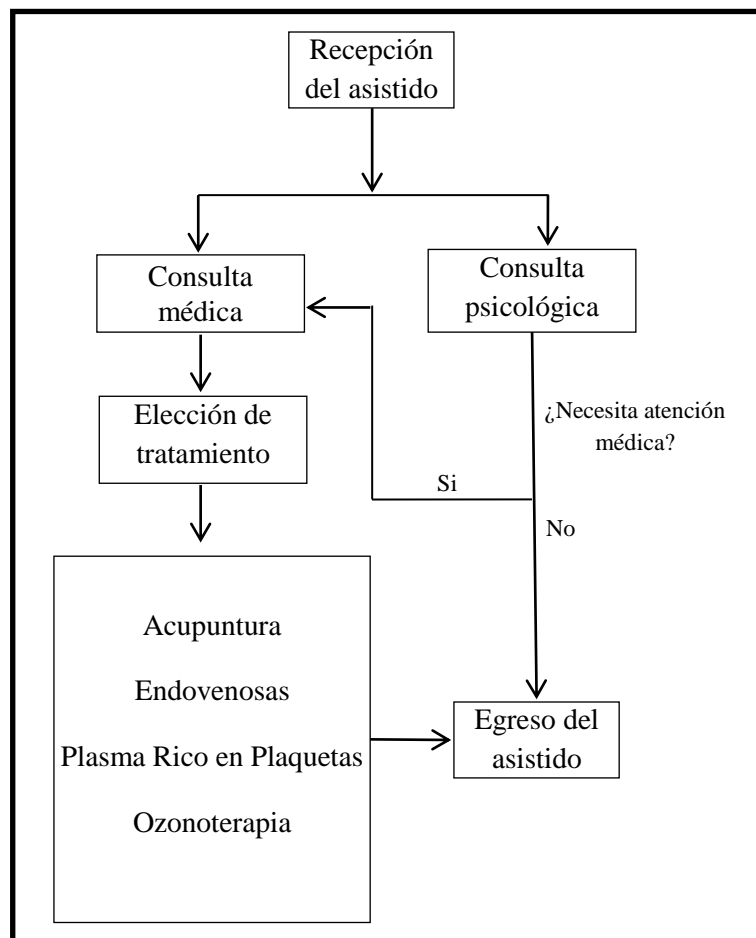 Recepción
del asistido
Consulta
médica
Consulta
psicológica
Elección de
tratamiento
¿Necesita atención
médica?
Si
No
Acupuntura
Endovenosas
Plasma Rico en Plaquetas
Ozonoterapia
Egreso del
asistido